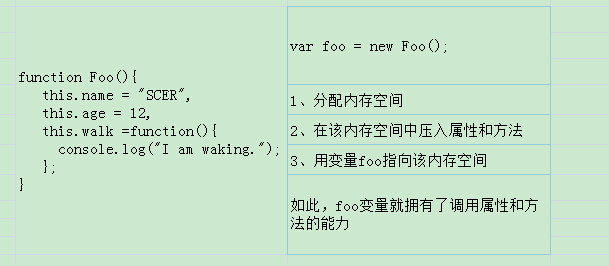 function Foo(){
this.name = "SCER",
this.age = 12,
this.walk =function(){
console.log("I am waking.");
};
}
var foo = new Foo();
1、分配内存空间
2、在该内存空间中压入属性和方法
3、用变量foo指向该内存空间
如此，foo变量就拥有了调用属性和方
法的能力